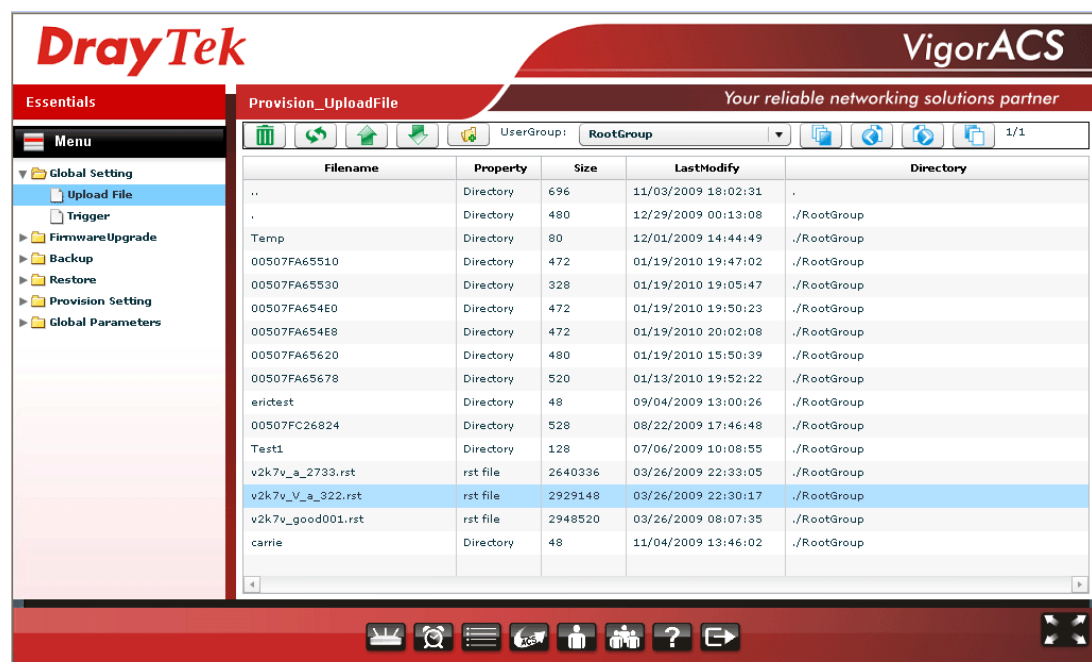 DrayTek
VigorACS
Essentials
Provision_UploadFile
Your reliable networking solutions partner
Menu
UserGroup: RootGroup 1/1
Global Setting
Upload File
Trigger
FirmwareUpgrade
Backup
Restore
Provision Setting
Global Parameters
Filename Property Size LastModify Directory
.. Directory 696 11/03/2009 18:02:31 .
. Directory 480 12/29/2009 00:13:08 ./RootGroup
Temp Directory 80 12/01/2009 14:44:49 ./RootGroup
00507FA65510 Directory 472 01/19/2010 19:47:02 ./RootGroup
00507FA65530 Directory 328 01/19/2010 19:05:47 ./RootGroup
00507FA654E0 Directory 472 01/19/2010 19:50:23 ./RootGroup
00507FA654E8 Directory 472 01/19/2010 20:02:08 ./RootGroup
00507FA65620 Directory 480 01/19/2010 15:50:39 ./RootGroup
00507FA65678 Directory 520 01/13/2010 19:52:22 ./RootGroup
erictest Directory 48 09/04/2009 13:00:26 ./RootGroup
00507FC26824 Directory 528 08/22/2009 17:46:48 ./RootGroup
Test1 Directory 128 07/06/2009 10:08:55 ./RootGroup
v2k7v_a_2733.rst rst file 2640336 03/26/2009 22:33:05 ./RootGroup
v2k7v_V_a_322.rst rst file 2929148 03/26/2009 22:30:17 ./RootGroup
v2k7v_good001.rst rst file 2948520 03/26/2009 08:07:35 ./RootGroup
carrie Directory 48 11/04/2009 13:46:02 ./RootGroup
ACS
?